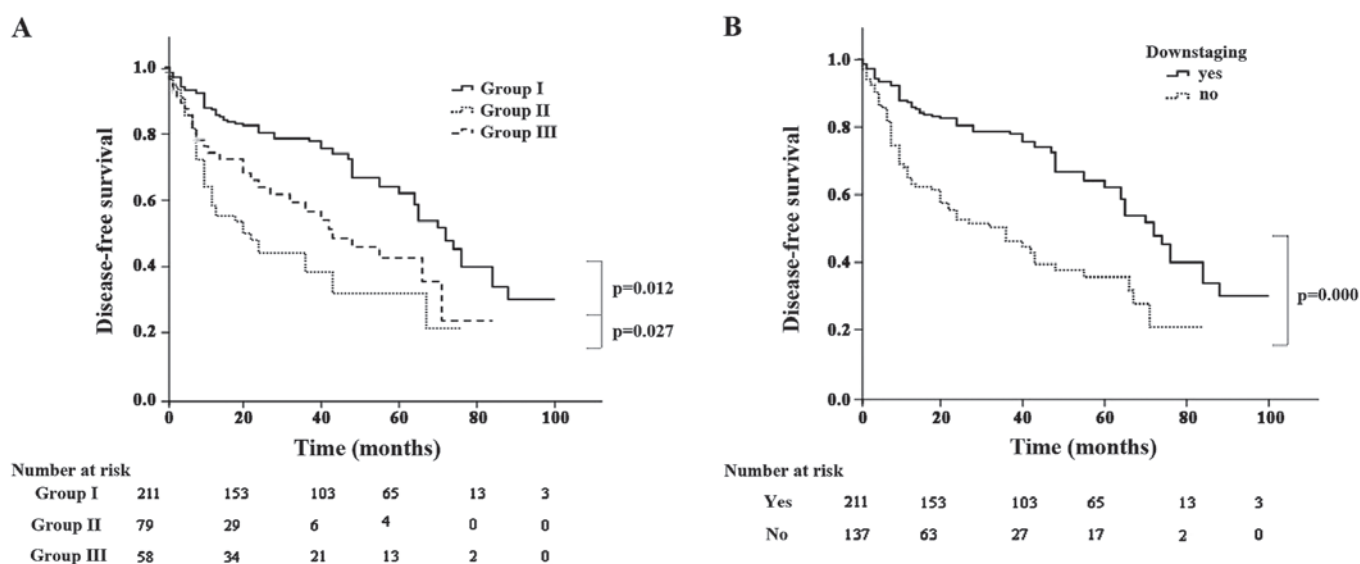 A
Disease-free survival
1.0
0.8
0.6
0.4
0.2
0.0
Group I
Group II
Group III
p=0.012
p=0.027
0 20 40 60 80 100
Time (months)
Number at risk
Group I 211 153 103 65 13 3
Group II 79 29 6 4 0 0
Group III 58 34 21 13 2 0
B
Disease-free survival
1.0
0.8
0.6
0.4
0.2
0.0
Downstaging
yes
no
p=0.000
0 20 40 60 80 100
Time (months)
Number at risk
Yes 211 153 103 65 13 3
No 137 63 27 17 2 0